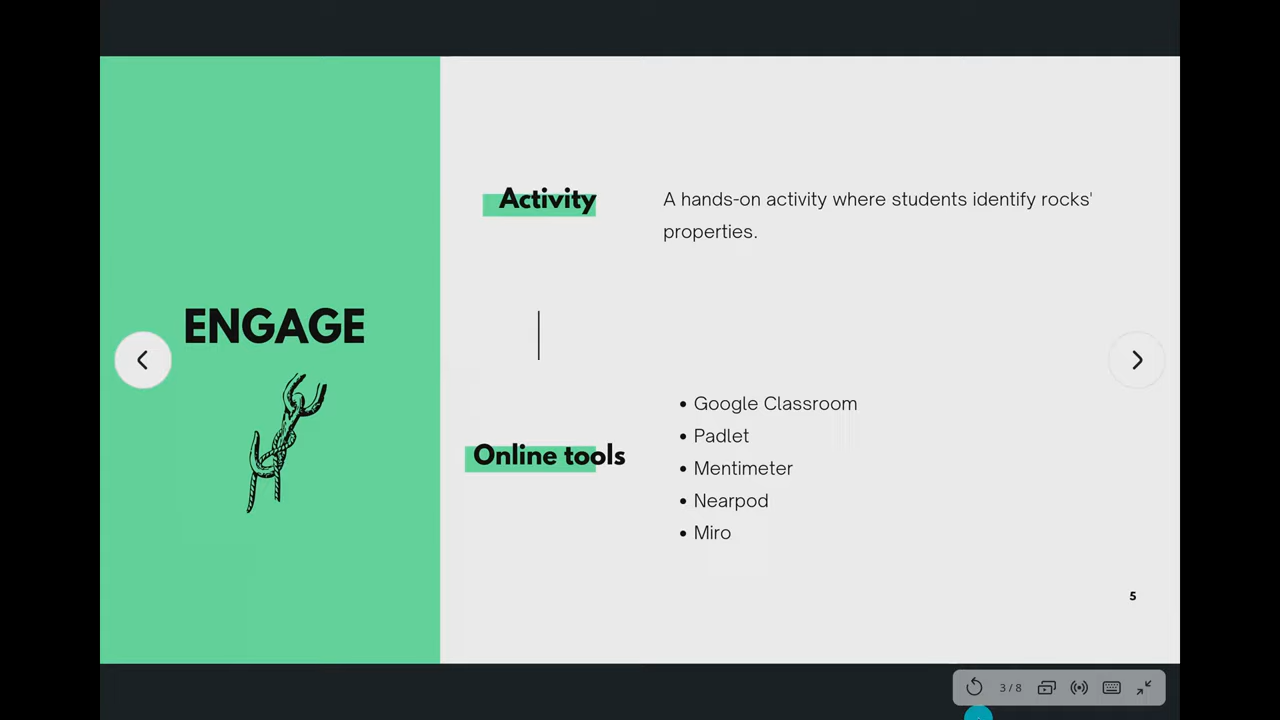 ENGAGE
Activity
A hands-on activity where students identify rocks'
properties.
Online tools
• Google Classroom
• Padlet
• Mentimeter
• Nearpod
• Miro
5
3 / 8